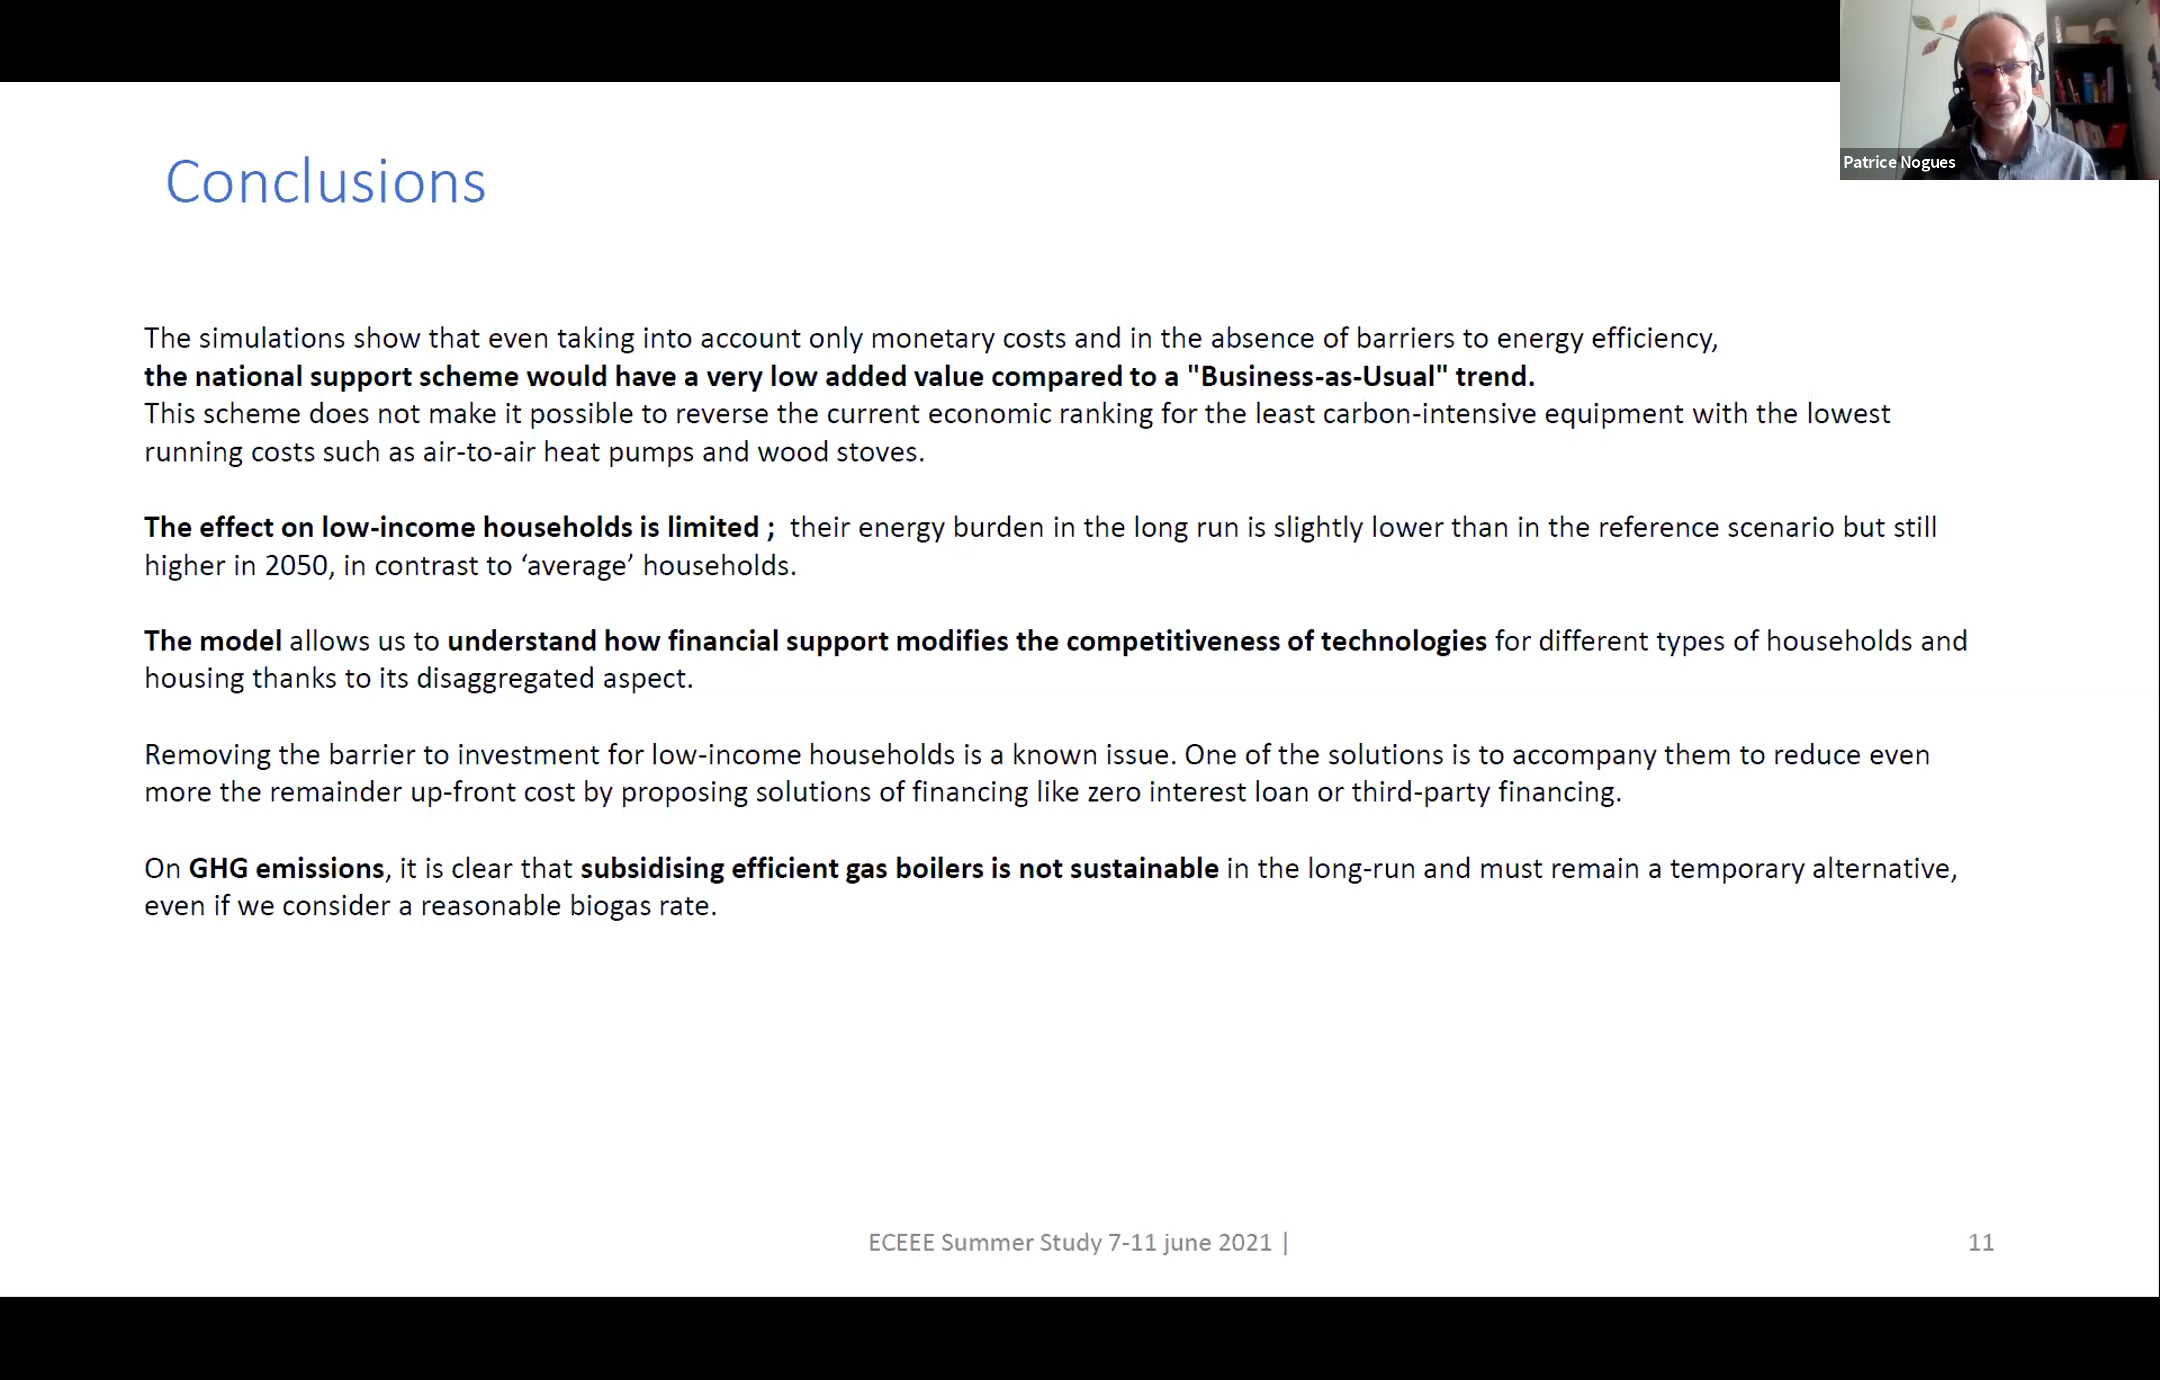 Patrice Nogues
Conclusions
The simulations show that even taking into account only monetary costs and in the absence of barriers to energy efficiency,
the national support scheme would have a very low added value compared to a "Business-as-Usual" trend.
This scheme does not make it possible to reverse the current economic ranking for the least carbon-intensive equipment with the lowest
running costs such as air-to-air heat pumps and wood stoves.
The effect on low-income households is limited ; their energy burden in the long run is slightly lower than in the reference scenario but still
higher in 2050, in contrast to ‘average’ households.
The model allows us to understand how financial support modifies the competitiveness of technologies for different types of households and
housing thanks to its disaggregated aspect.
Removing the barrier to investment for low-income households is a known issue. One of the solutions is to accompany them to reduce even
more the remainder up-front cost by proposing solutions of financing like zero interest loan or third-party financing.
On GHG emissions, it is clear that subsidising efficient gas boilers is not sustainable in the long-run and must remain a temporary alternative,
even if we consider a reasonable biogas rate.
ECEEE Summer Study 7-11 june 2021 |
11